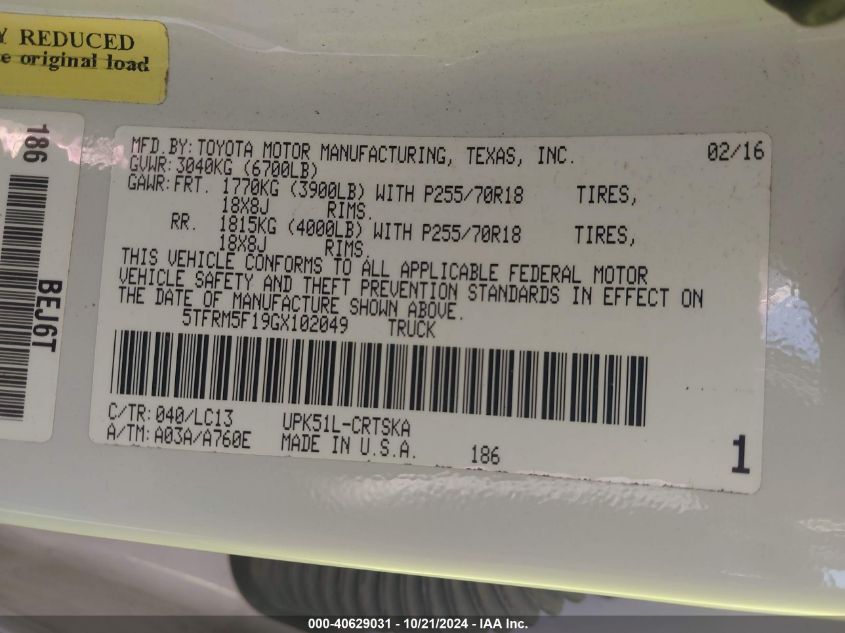 Y REDUCED
e original load
186
BEJ6T
MFD.BY: TOYOTA MOTOR MANUFACTURING, TEXAS, INC. 02/16
GVWR: 3040KG (6700LB)
GAWR: FRT. 1770KG (3900LB) WITH P255/70R18 TIRES,
18X8J RIMS.
RR. 1815KG (4000LB) WITH P255/70R18 TIRES,
18X8J RIMS.
THIS VEHICLE CONFORMS TO ALL APPLICABLE FEDERAL MOTOR
VEHICLE SAFETY AND THEFT PREVENTION STANDARDS IN EFFECT ON
THE DATE OF MANUFACTURE SHOWN ABOVE.
5TFRM5F19GX102049 TRUCK
C/TR: 040/LC13 UPK51L-CRTSKA
A/TM: A03A/A760E MADE IN U.S.A. 186 1
000-40629031 - 10/21/2024 - IAA Inc.